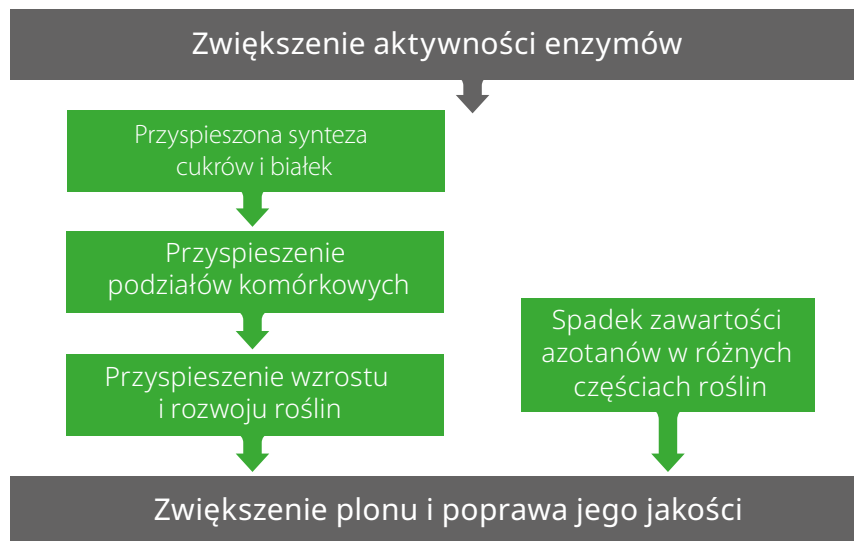 Zwiększenie aktywności enzymów
Przyspieszona synteza
cukrów i białek
Przyspieszenie
podziałów komórkowych
Przyspieszenie wzrostu
i rozwoju roślin
Spadek zawartości
azotanów w różnych
częściach roślin
Zwiększenie plonu i poprawa jego jakości